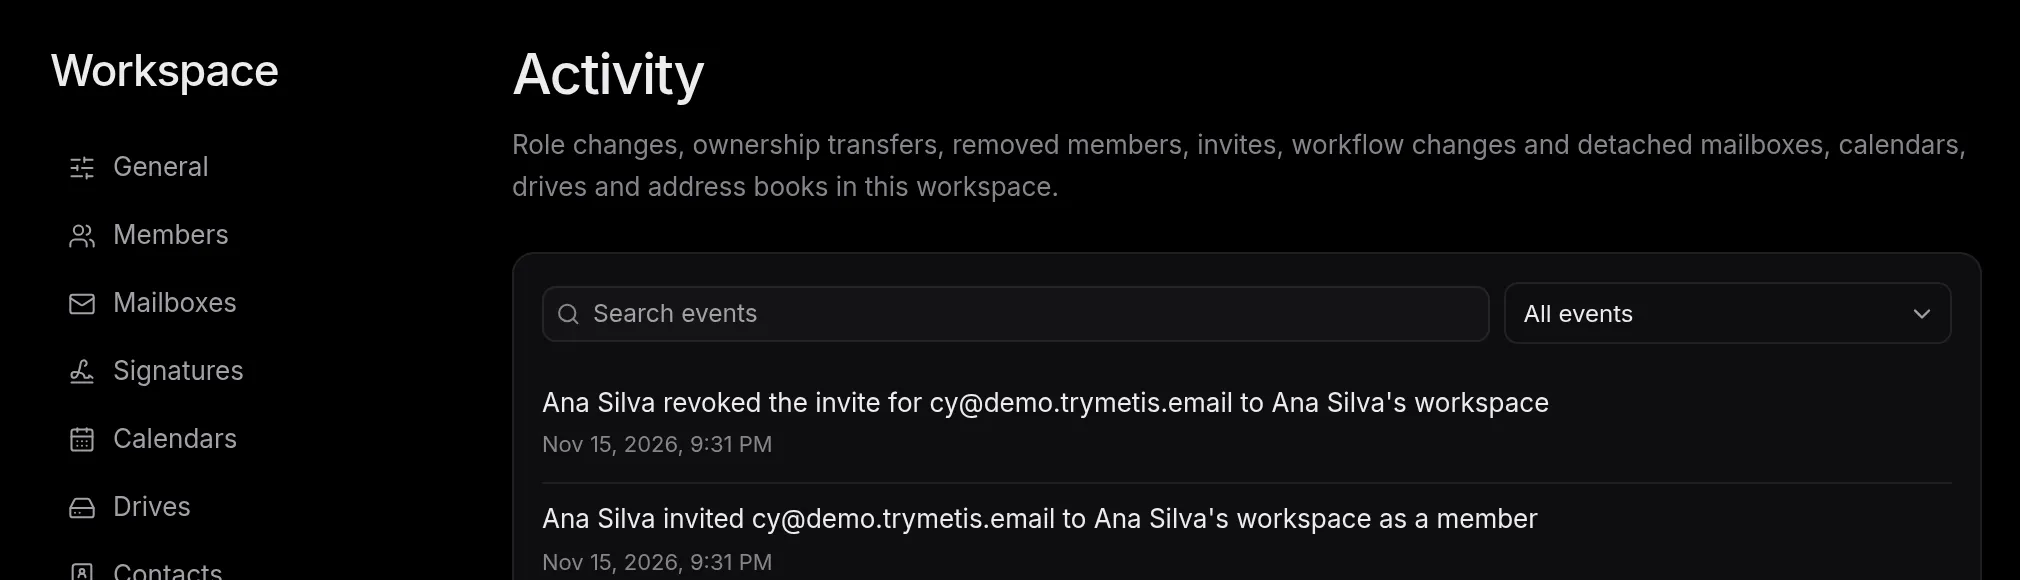 Workspace
General
Members
Mailboxes
Signatures
Calendars
Drives
Contacts
Activity
Role changes, ownership transfers, removed members, invites, workflow changes and detached mailboxes, calendars,
drives and address books in this workspace.
Search events
All events
Ana Silva revoked the invite for cy@demo.trymetis.email to Ana Silva's workspace
Nov 15, 2026, 9:31 PM
Ana Silva invited cy@demo.trymetis.email to Ana Silva's workspace as a member
Nov 15, 2026, 9:31 PM